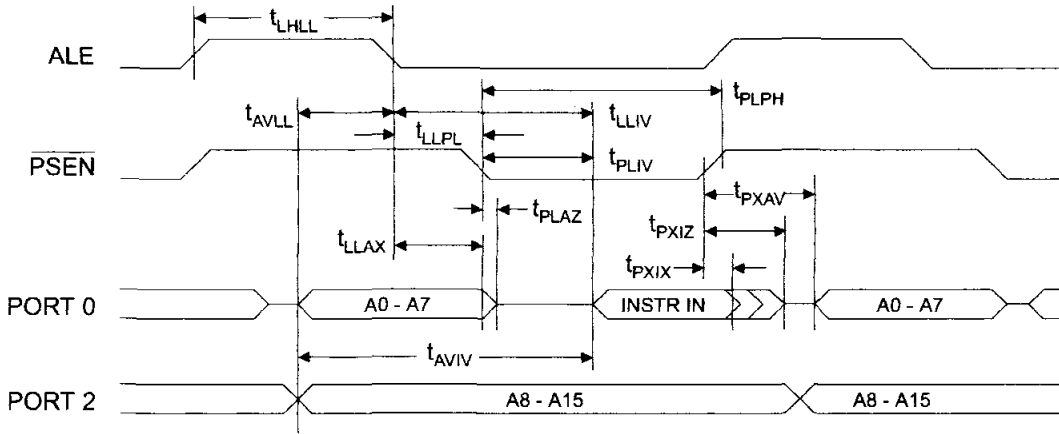 tLHLL
ALE
tPLPH
tAVLL
tLLIV
tLLPL
PSEN
tPLIV
tPXAV
tPLAZ
tPXIZ
tLLAX
tPXIX
PORT 0
A0 - A7
INSTR IN
A0 - A7
tAVIV
PORT 2
A8 - A15
A8 - A15